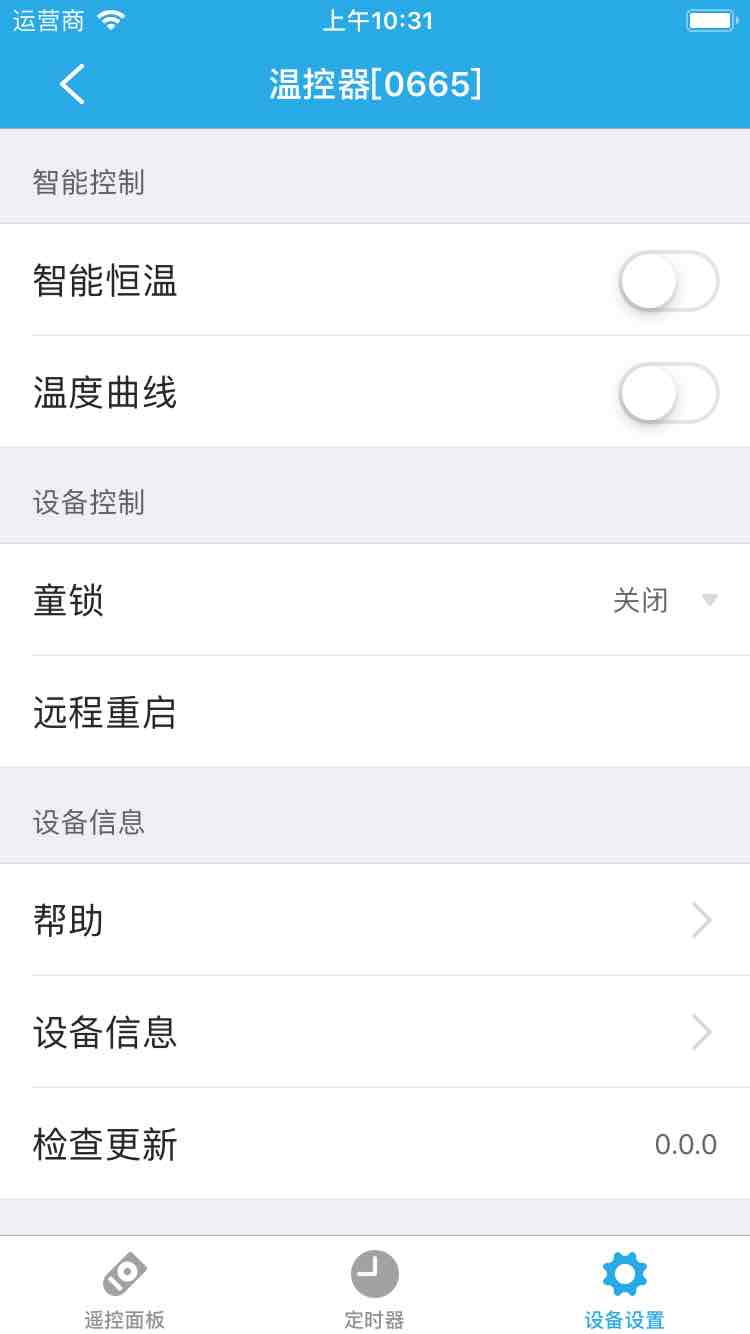 运营商 上午10:31
温控器[0665]
智能控制
智能恒温
温度曲线
设备控制
童锁 关闭
远程重启
设备信息
帮助
设备信息
检查更新 0.0.0
遥控面板 定时器 设备设置